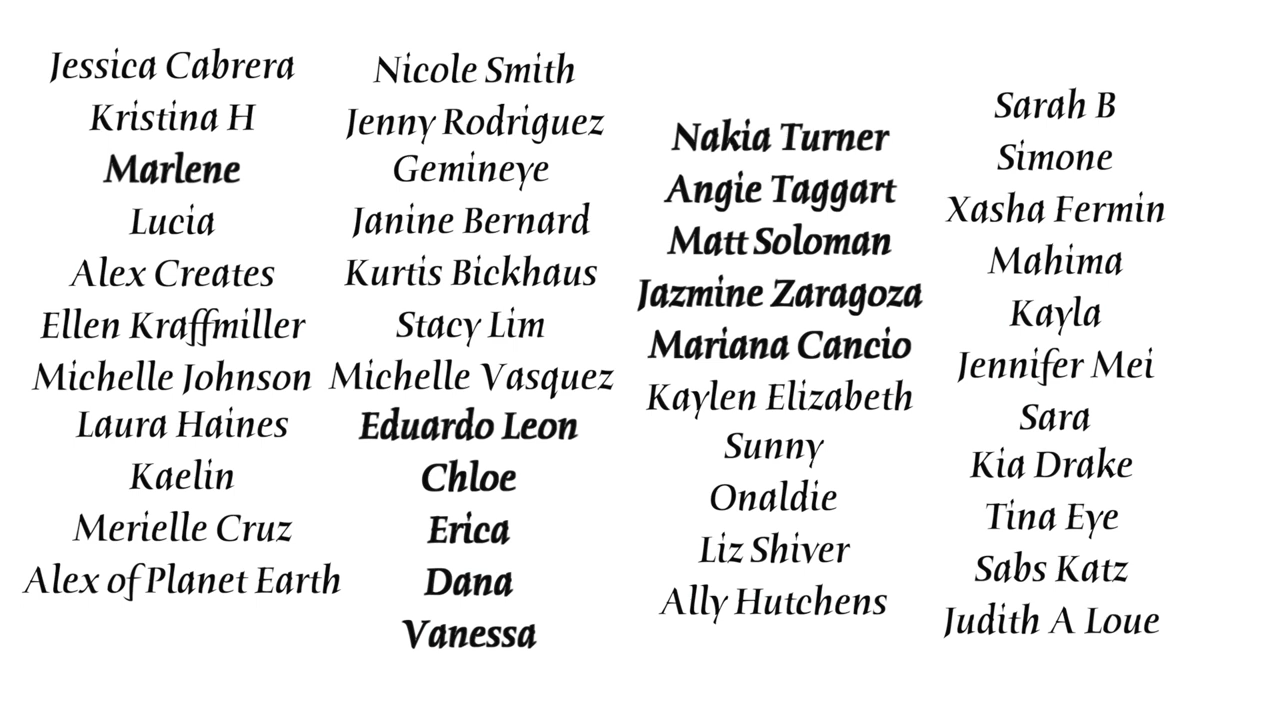 Jessica Cabrera
Kristina H
Marlene
Lucia
Alex Creates
Ellen Kraffmiller
Michelle Johnson
Laura Haines
Kaelin
Merielle Cruz
Alex of Planet Earth
Nicole Smith
Jenny Rodriguez
Gemineye
Janine Bernard
Kurtis Bickhaus
Stacy Lim
Michelle Vasquez
Eduardo Leon
Chloe
Erica
Dana
Vanessa
Nakia Turner
Angie Taggart
Matt Soloman
Jazmine Zaragoza
Mariana Cancio
Kaylen Elizabeth
Sunny
Onaldie
Liz Shiver
Ally Hutchens
Sarah B
Simone
Xasha Fermin
Mahima
Kayla
Jennifer Mei
Sara
Kia Drake
Tina Eye
Sabs Katz
Judith A Loue